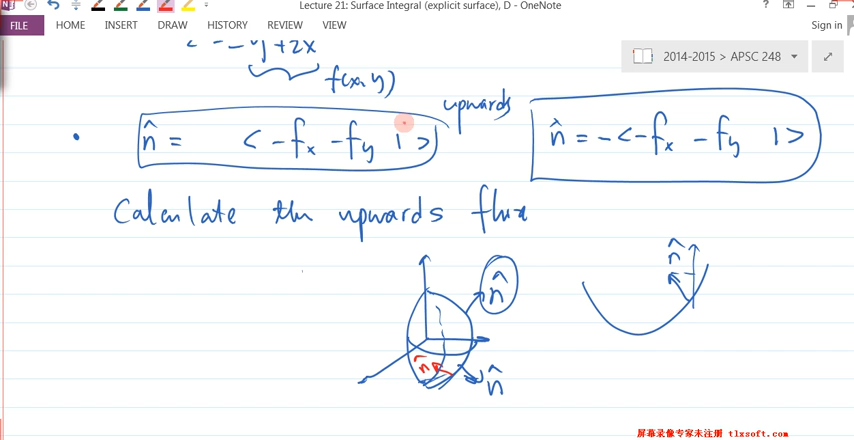 Lecture 21: Surface Integral (explicit surface), D - OneNote
FILE HOME INSERT DRAW HISTORY REVIEW VIEW Sign in
2014-2015 > APSC 248
+2x
f(x,y)
upwards
n̂ = < -fx -fy 1 >
n̂ = -<-fx -fy 1>
Calculate the upwards flux
n̂
n̂
n̂
n̂
屏幕录像专家未注册 tlxsoft.com